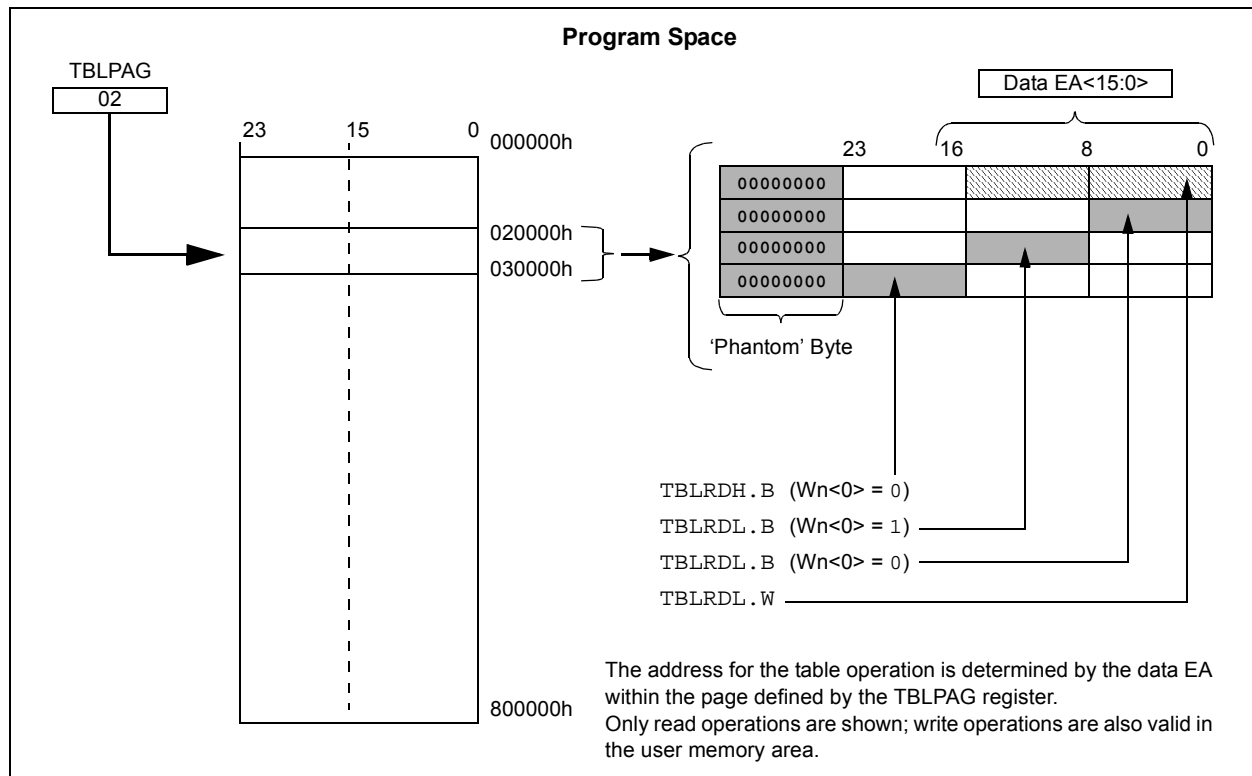 Program Space
TBLPAG
02
Data EA<15:0>
23 15 0
000000h
020000h
030000h
800000h
23 16 8 0
00000000
00000000
00000000
00000000
‘Phantom’ Byte
TBLRDH.B (Wn<0> = 0)
TBLRDL.B (Wn<0> = 1)
TBLRDL.B (Wn<0> = 0)
TBLRDL.W
The address for the table operation is determined by the data EA
within the page defined by the TBLPAG register.
Only read operations are shown; write operations are also valid in
the user memory area.